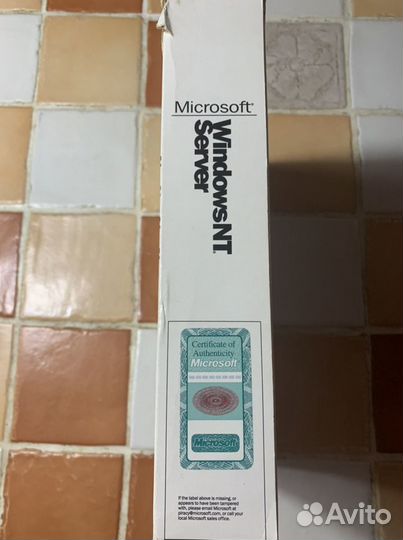 Microsoft®
Windows NT®
Server
Certificate of
Authenticity
Microsoft
Microsoft
If the label above is missing, or
appears to have been tampered
with, please email Microsoft at
piracy@microsoft.com, or call your
local Microsoft sales office.
Avito